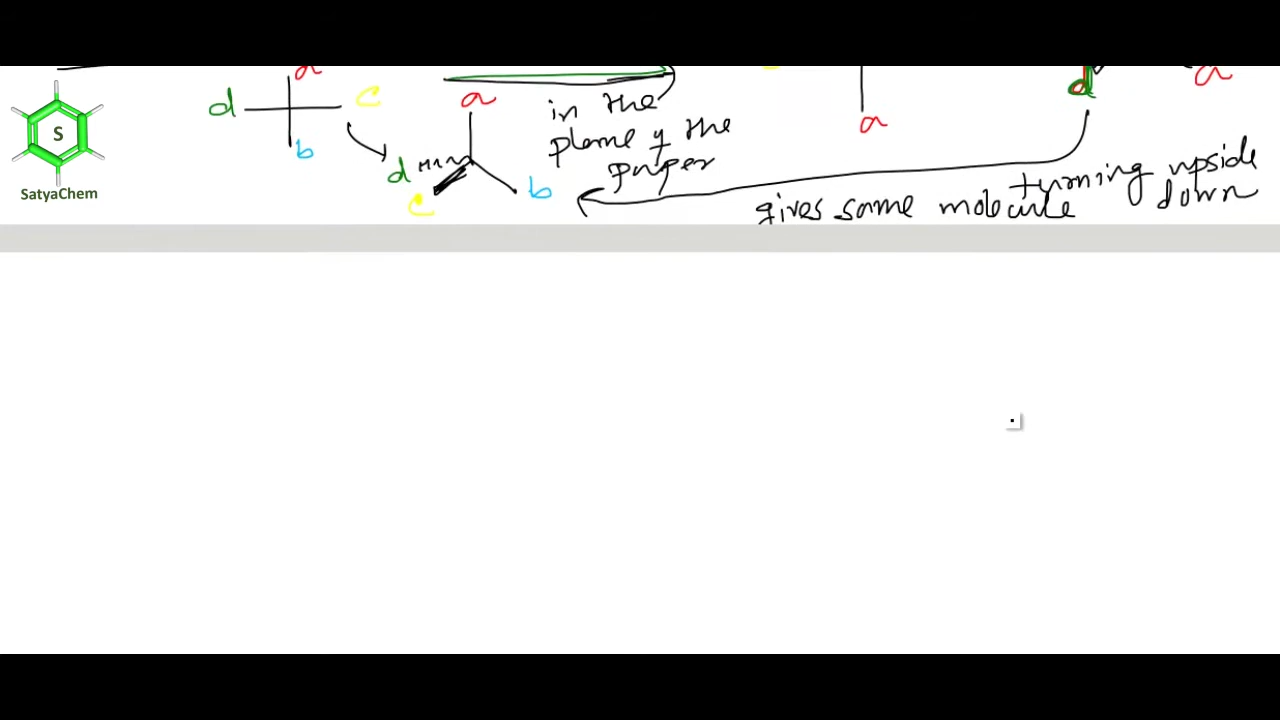 a
d c
b
S
SatyaChem
a
d
c b
in the
plane of the
paper
a
d
a
turning upside
down
gives same molecule